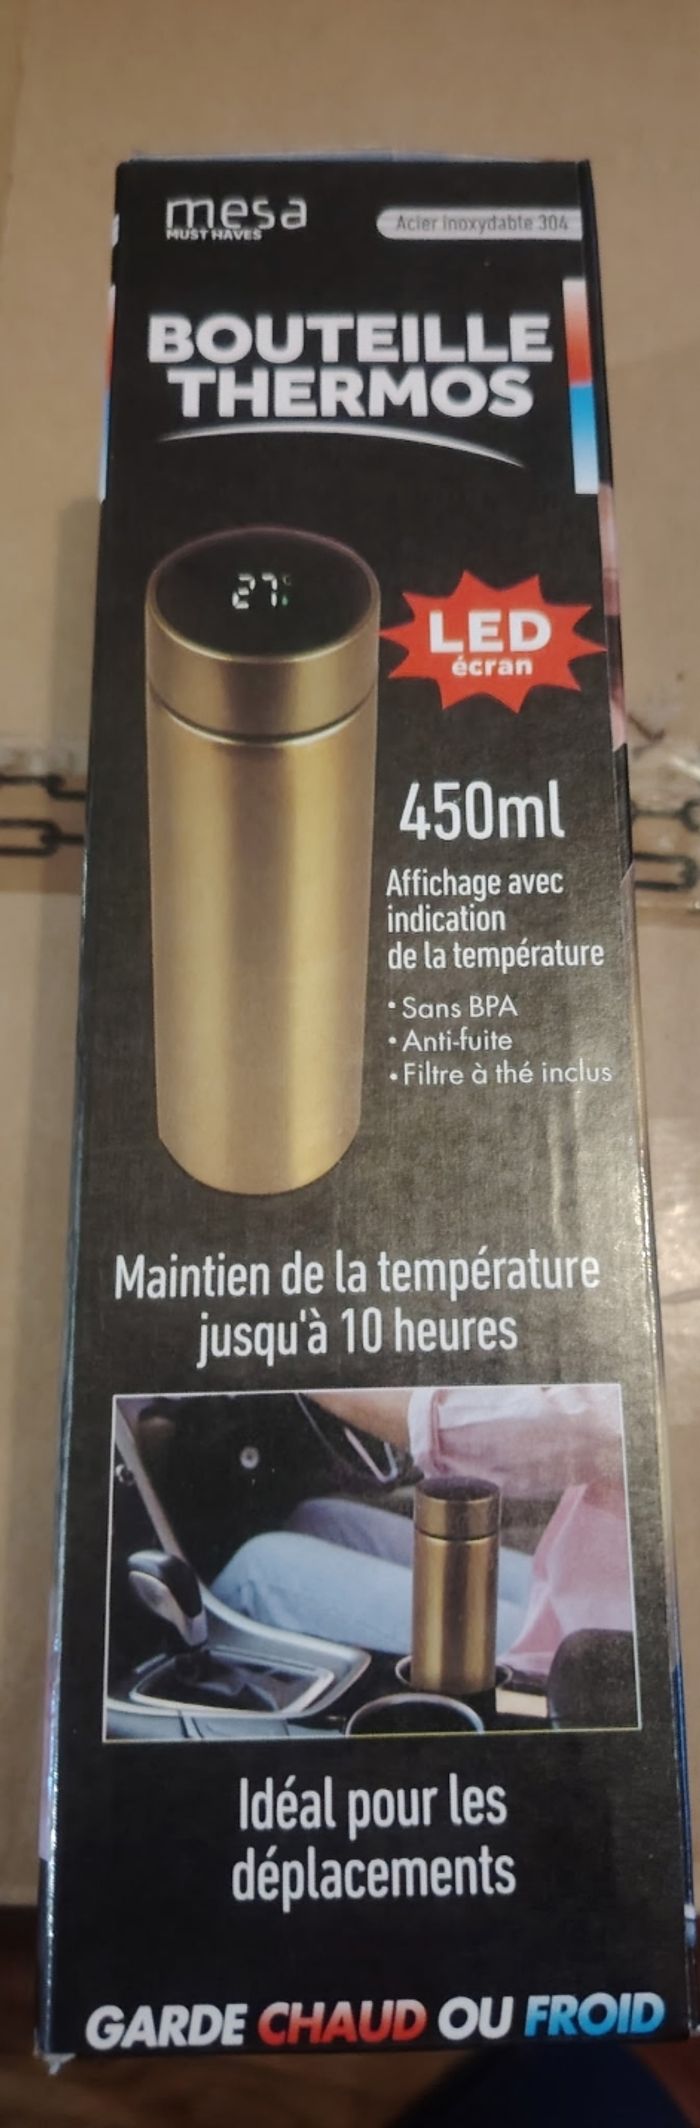 mesa
MUST HAVES
Acier inoxydable 304
BOUTEILLE
THERMOS
27°c
LED
écran
450ml
Affichage avec
indication
de la température
• Sans BPA
• Anti-fuite
• Filtre à thé inclus
Maintien de la température
jusqu'à 10 heures
Idéal pour les
déplacements
GARDE CHAUD OU FROID